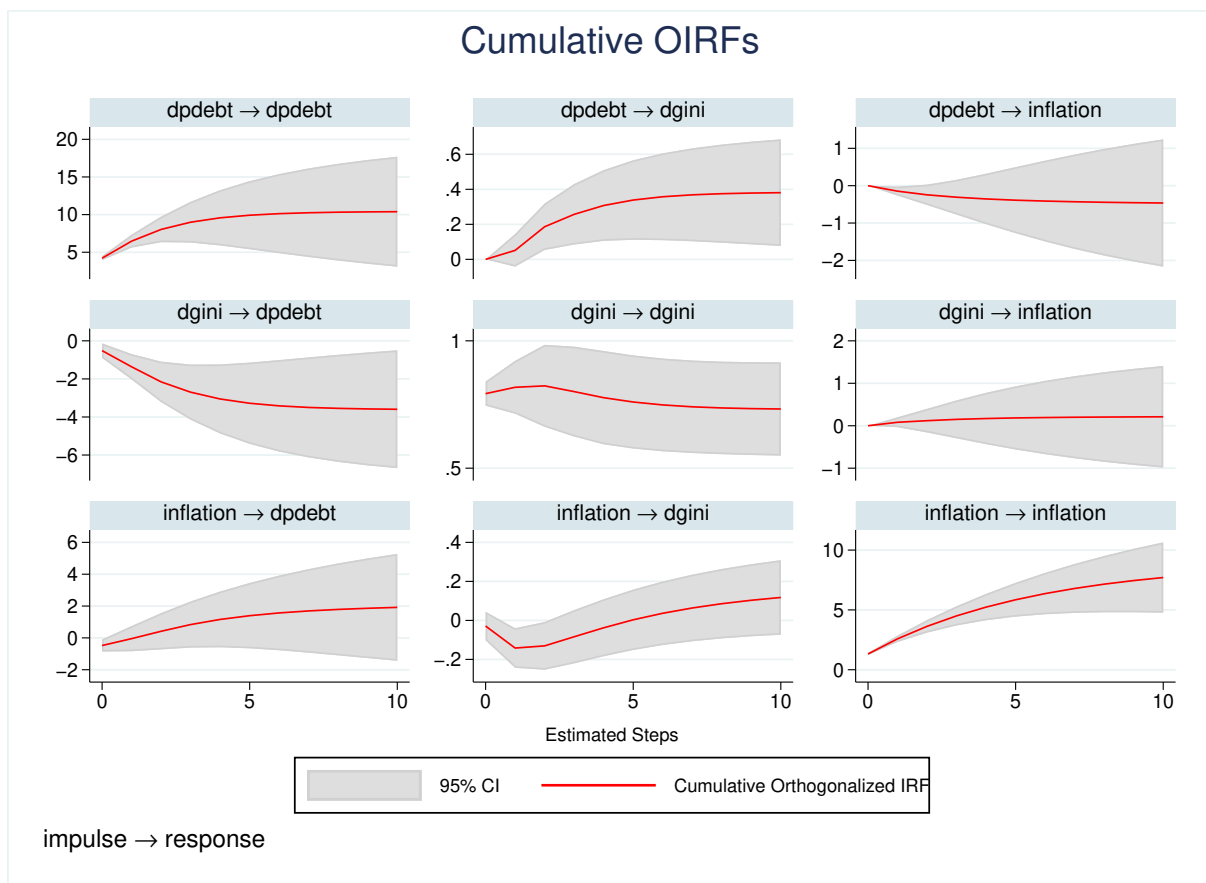 Cumulative OIRFs
dpdebt → dpdebt
dpdebt → dgini
dpdebt → inflation
20
15
10
5
.6
.4
.2
0
1
0
−1
−2
dgini → dpdebt
dgini → dgini
dgini → inflation
0
−2
−4
−6
1
.5
2
1
0
−1
inflation → dpdebt
inflation → dgini
inflation → inflation
6
4
2
0
−2
.4
.2
0
−.2
10
5
0
0 5 10
0 5 10
0 5 10
Estimated Steps
95% CI
Cumulative Orthogonalized IRF
impulse → response